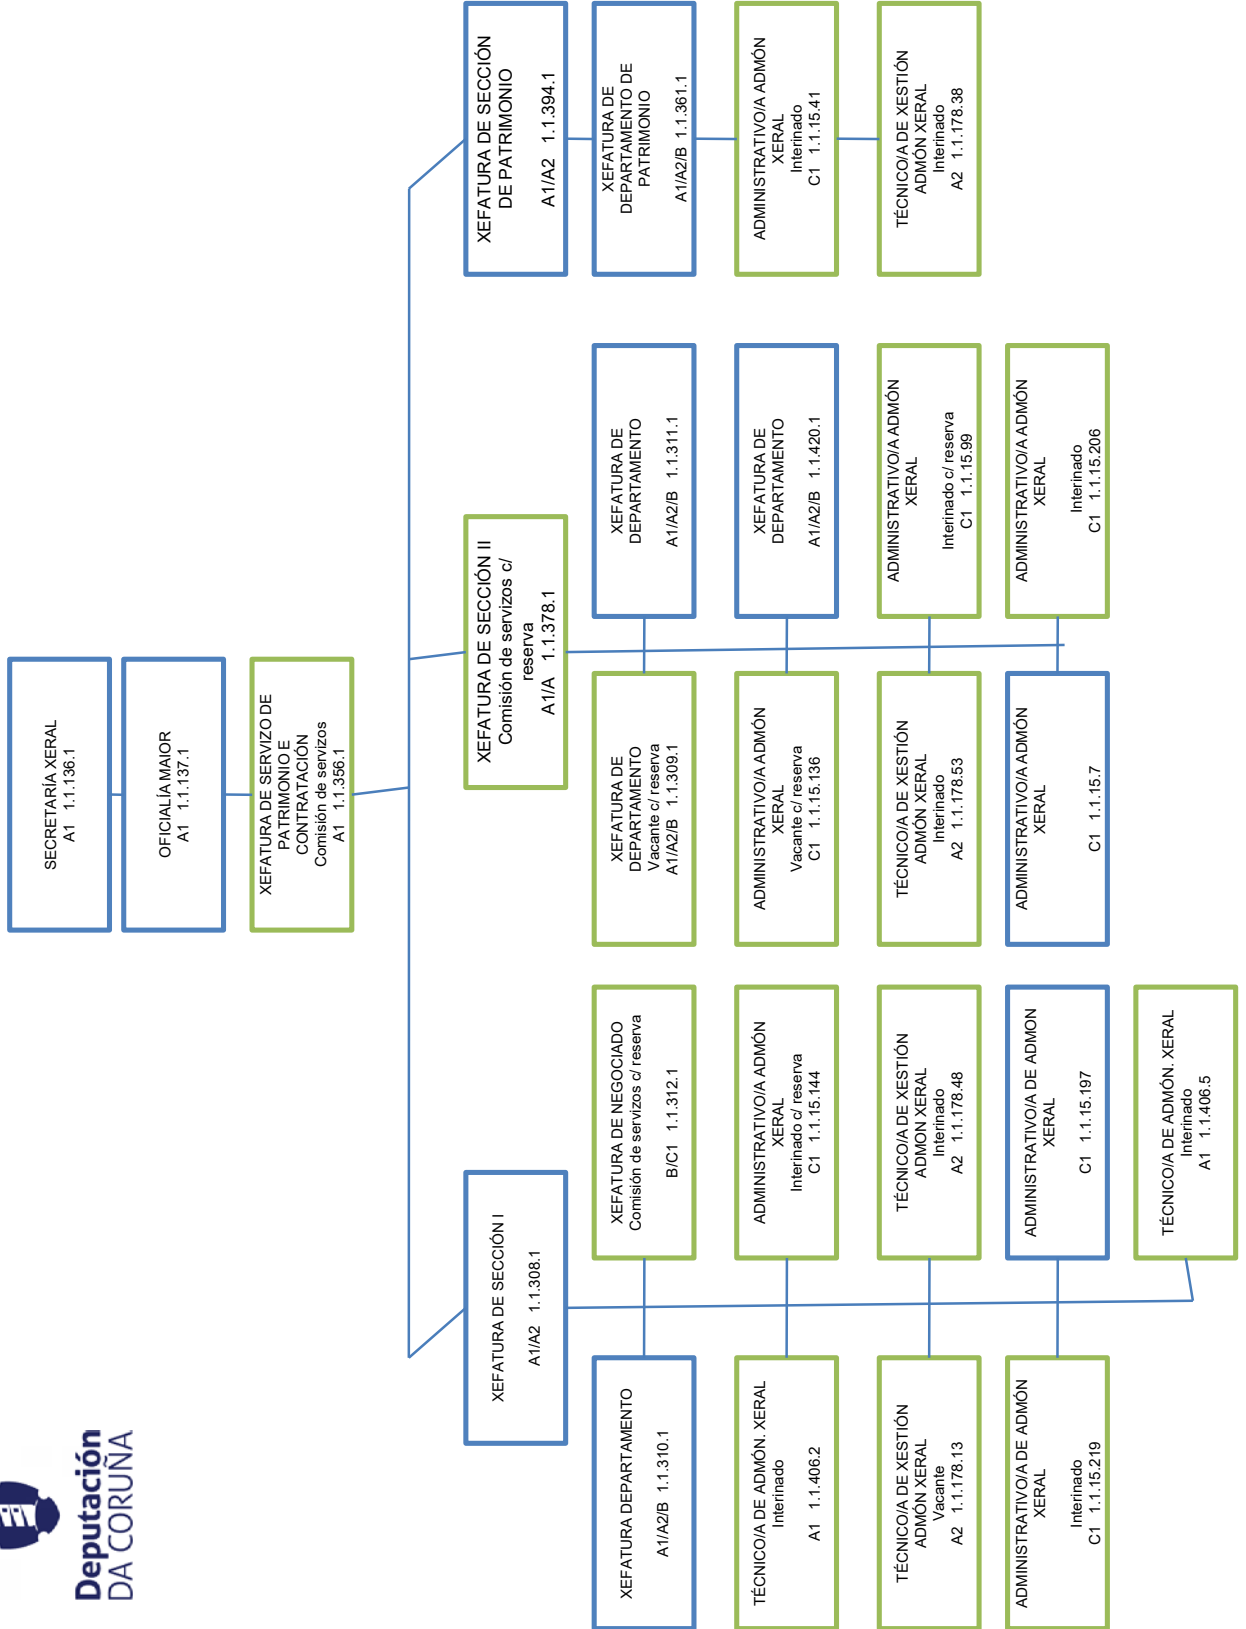 Deputación
DA CORUÑA
SECRETARÍA XERAL
A1 1.1.136.1
OFICIALÍA MAIOR
A1 1.1.137.1
XEFATURA DE SERVIZO DE
PATRIMONIO E
CONTRATACIÓN
Comisión de servizos
A1 1.1.356.1
XEFATURA DE SECCIÓN I
A1/A2 1.1.308.1
XEFATURA DEPARTAMENTO
A1/A2/B 1.1.310.1
XEFATURA DE NEGOCIADO
Comisión de servizos c/ reserva
B/C1 1.1.312.1
TÉCNICO/A DE ADMÓN. XERAL
Interinado
A1 1.1.406.2
ADMINISTRATIVO/A ADMÓN
XERAL
Interinado c/ reserva
C1 1.1.15.144
TÉCNICO/A DE XESTIÓN
ADMÓN XERAL
Vacante
A2 1.1.178.13
TÉCNICO/A DE XESTIÓN
ADMON XERAL
Interinado
A2 1.1.178.48
ADMINISTRATIVO/A DE ADMÓN
XERAL
Interinado
C1 1.1.15.219
ADMINISTRATIVO/A DE ADMON
XERAL
C1 1.1.15.197
TÉCNICO/A DE ADMÓN. XERAL
Interinado
A1 1.1.406.5
XEFATURA DE SECCIÓN II
Comisión de servizos c/
reserva
A1/A 1.1.378.1
XEFATURA DE
DEPARTAMENTO
Vacante c/ reserva
A1/A2/B 1.1.309.1
XEFATURA DE
DEPARTAMENTO
A1/A2/B 1.1.311.1
ADMINISTRATIVO/A ADMÓN
XERAL
Vacante c/ reserva
C1 1.1.15.136
XEFATURA DE
DEPARTAMENTO
A1/A2/B 1.1.420.1
TÉCNICO/A DE XESTIÓN
ADMÓN XERAL
Interinado
A2 1.1.178.53
ADMINISTRATIVO/A ADMÓN
XERAL
Interinado c/ reserva
C1 1.1.15.99
ADMINISTRATIVO/A ADMÓN
XERAL
C1 1.1.15.7
ADMINISTRATIVO/A ADMÓN
XERAL
Interinado
C1 1.1.15.206
XEFATURA DE SECCIÓN
DE PATRIMONIO
A1/A2 1.1.394.1
XEFATURA DE
DEPARTAMENTO DE
PATRIMONIO
A1/A2/B 1.1.361.1
ADMINISTRATIVO/A ADMÓN
XERAL
Interinado
C1 1.1.15.41
TÉCNICO/A DE XESTIÓN
ADMÓN XERAL
Interinado
A2 1.1.178.38